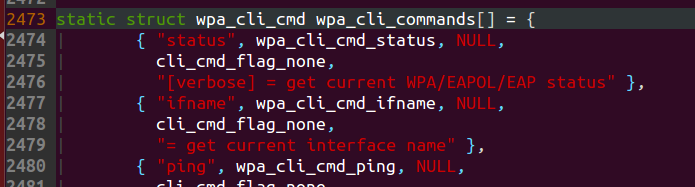 2472
2473 static struct wpa_cli_cmd wpa_cli_commands[] = {
2474 | { "status", wpa_cli_cmd_status, NULL,
2475 | cli_cmd_flag_none,
2476 | "[verbose] = get current WPA/EAPOL/EAP status" },
2477 | { "ifname", wpa_cli_cmd_ifname, NULL,
2478 | cli_cmd_flag_none,
2479 | "= get current interface name" },
2480 | { "ping", wpa_cli_cmd_ping, NULL,
2481 | cli_cmd_flag_none,